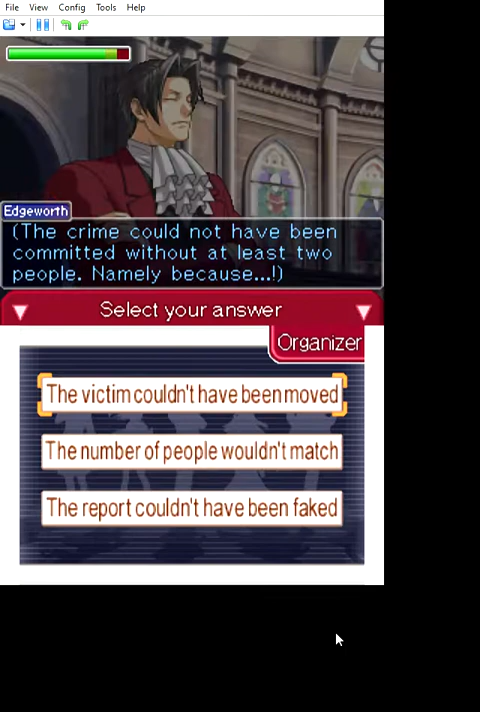 File View Config Tools Help
Edgeworth
(The crime could not have been
committed without at least two
people. Namely because...!)
Select your answer
Organizer
The victim couldn't have been moved
The number of people wouldn't match
The report couldn't have been faked